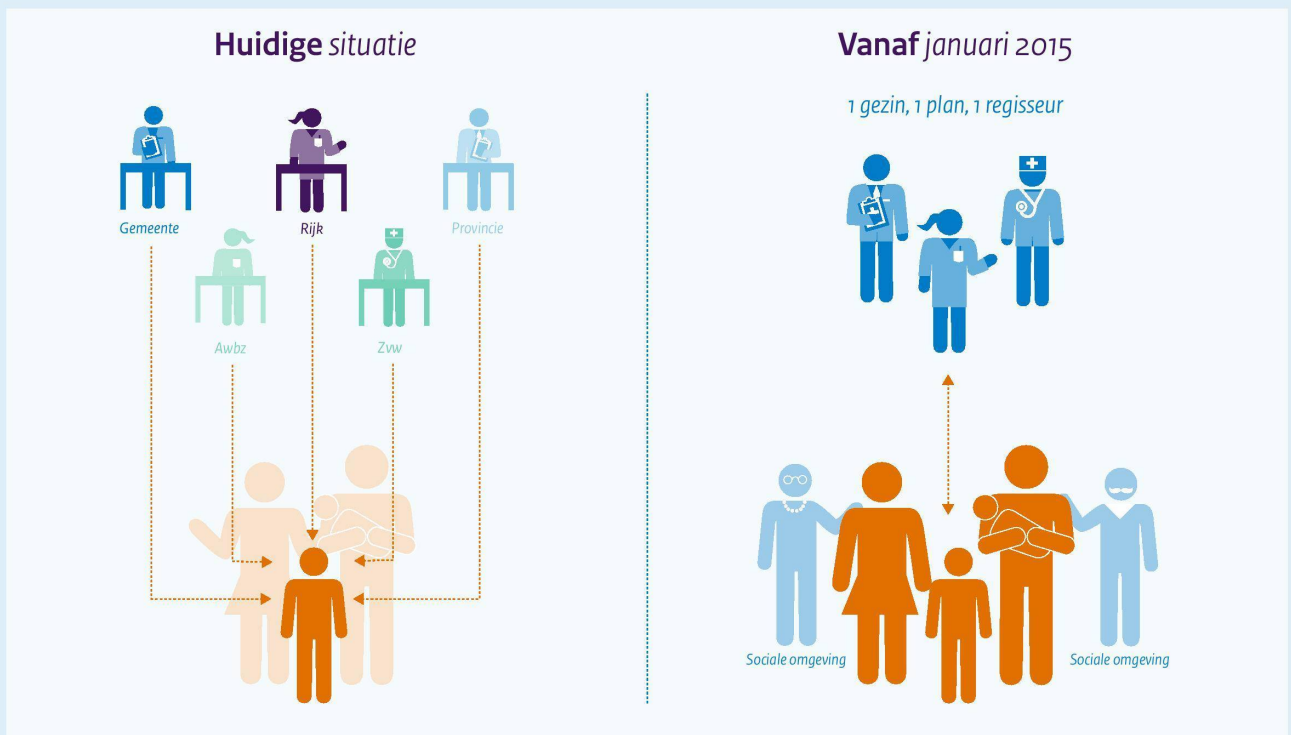 Huidige situatie
Gemeente
Rijk
Provincie
Awbz
Zvw
Vanaf januari 2015
1 gezin, 1 plan, 1 regisseur
Sociale omgeving
Sociale omgeving